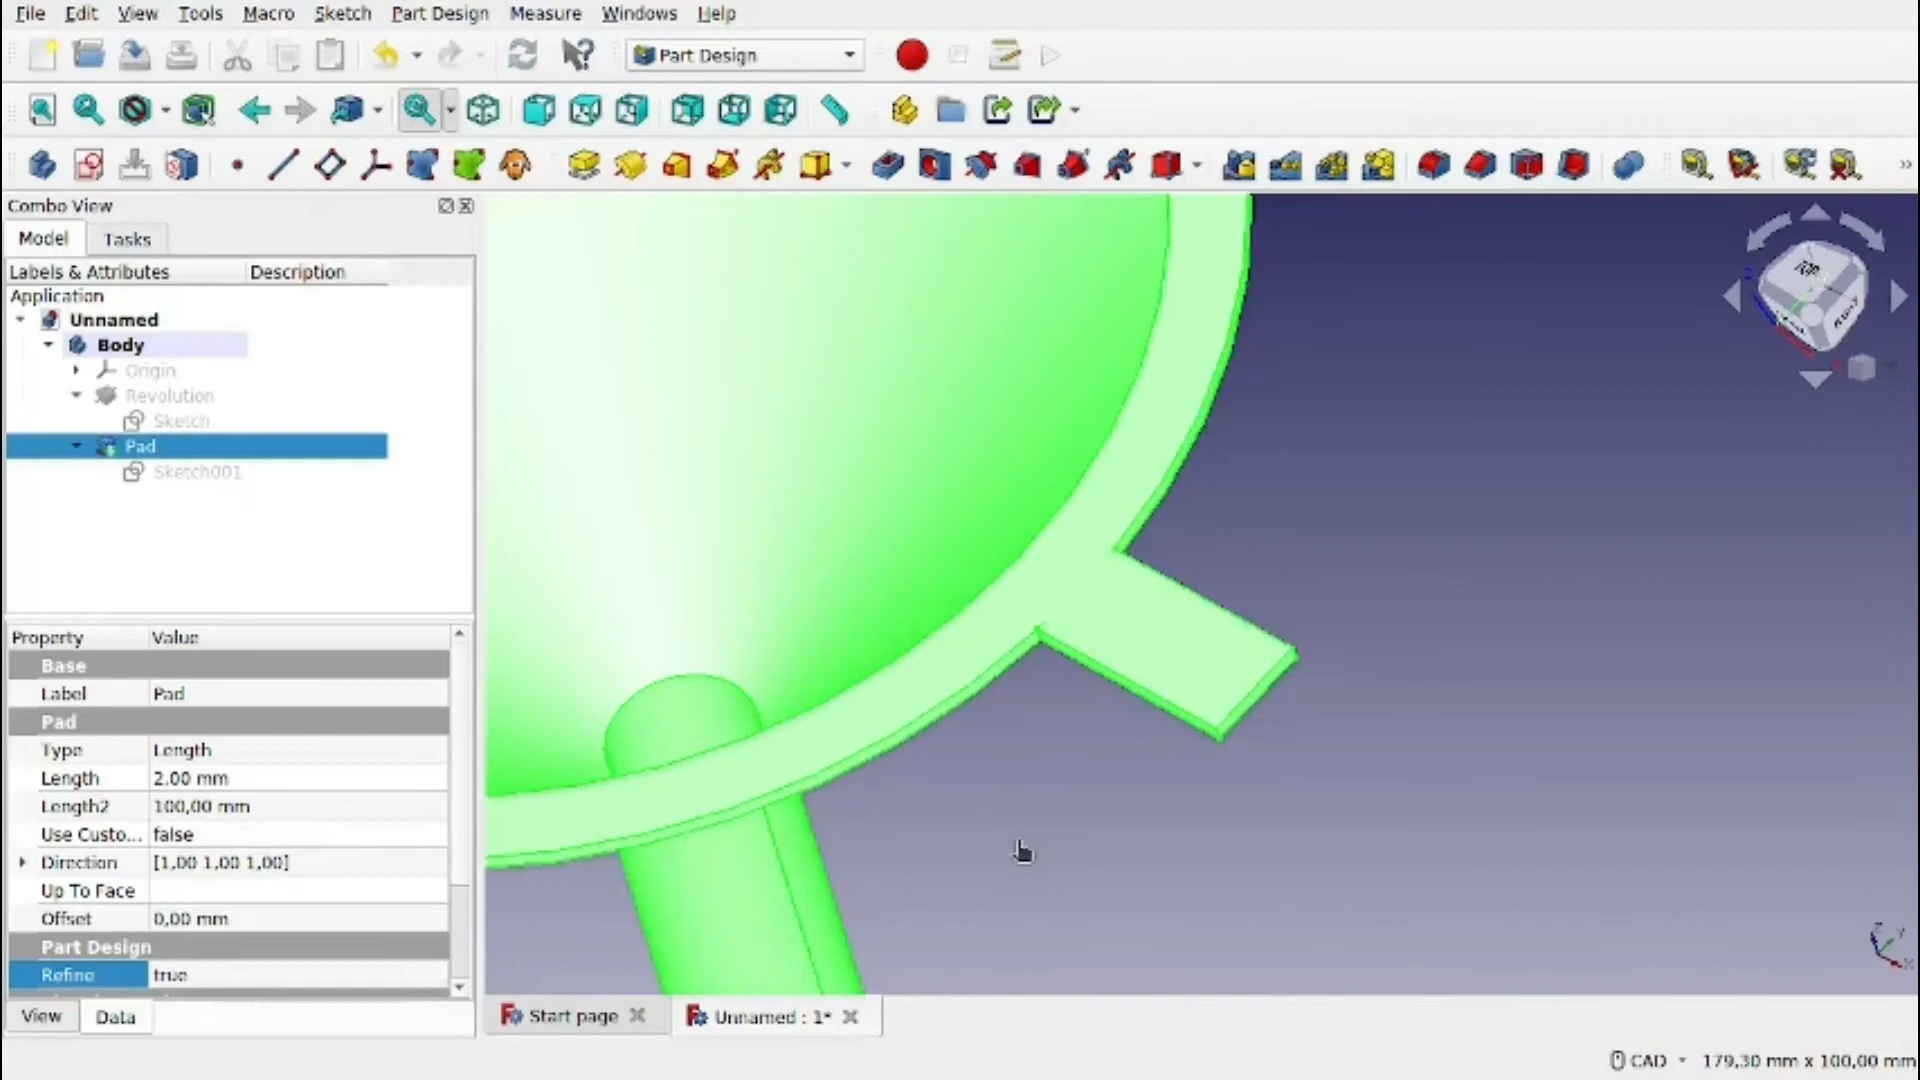 File Edit View Tools Macro Sketch Part Design Measure Windows Help
Part Design
Combo View
Model Tasks
Labels & Attributes Description
Application
Unnamed
Body
Origin
Revolution
Sketch
Pad
Sketch001
Property Value
Base
Label Pad
Pad
Type Length
Length 2.00 mm
Length2 100,00 mm
Use Custo... false
Direction [1,00 1,00 1,00]
Up To Face
Offset 0,00 mm
Part Design
Refine true
View Data
Start page Unnamed : 1*
CAD 179,30 mm x 100,00 mm
TOP
Z Y X